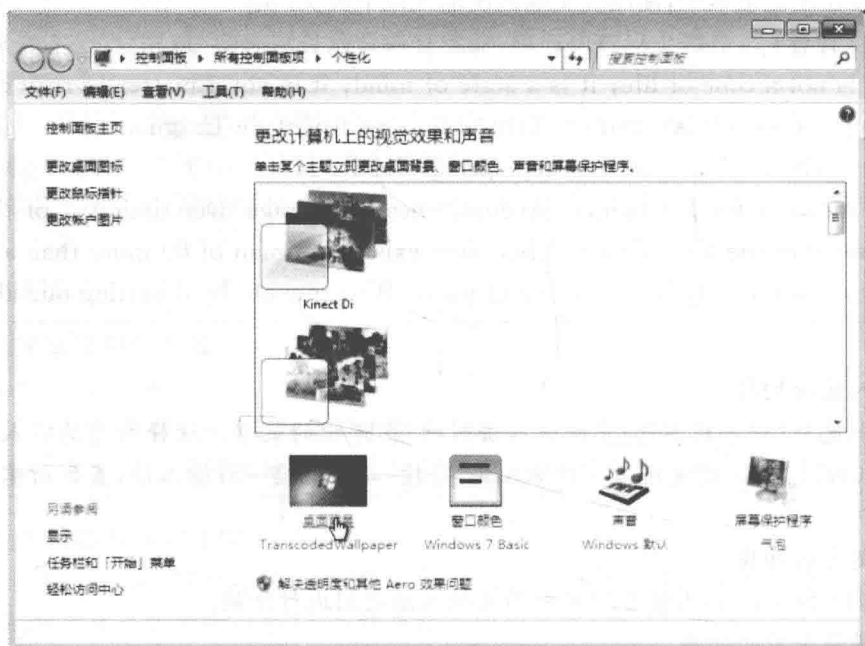 控制面板 ▸ 所有控制面板项 ▸ 个性化
搜索控制面板
文件(F) 编辑(E) 查看(V) 工具(T) 帮助(H)
控制面板主页
更改桌面图标
更改鼠标指针
更改帐户图片
更改计算机上的视觉效果和声音
单击某个主题立即更改桌面背景、窗口颜色、声音和屏幕保护程序。
Kinect Di
桌面背景
TranscodedWallpaper
窗口颜色
Windows 7 Basic
声音
Windows 默认
屏幕保护程序
气泡
解决透明度和其他 Aero 效果问题
另请参阅
显示
任务栏和「开始」菜单
轻松访问中心